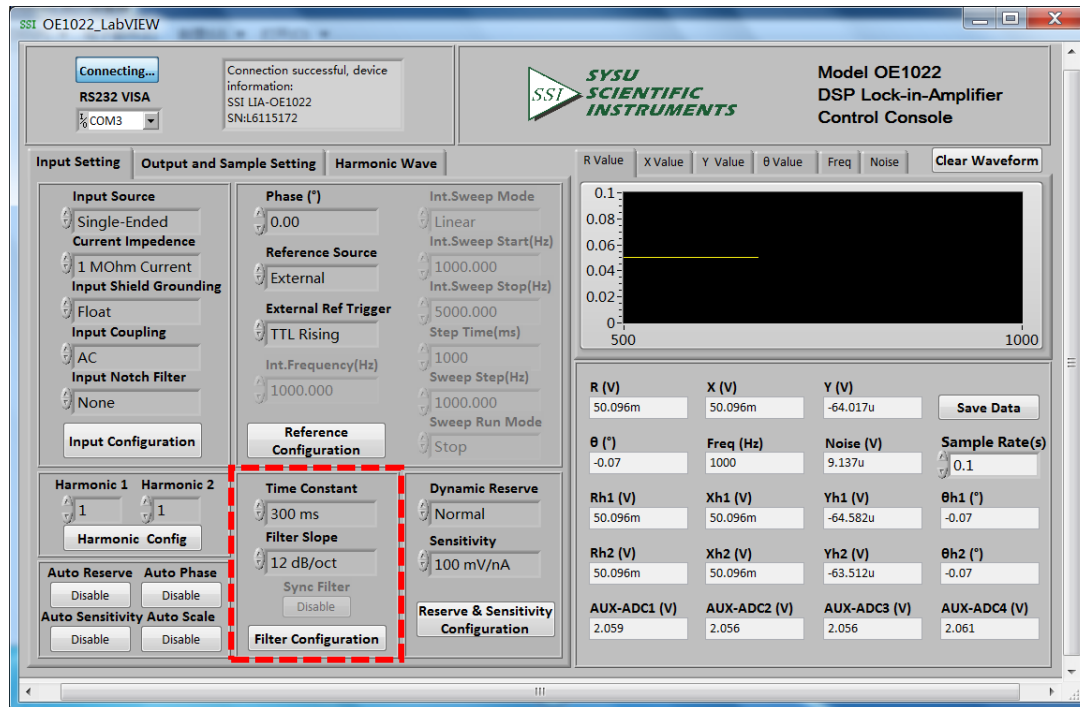 SSI OE1022_LabVIEW
Connecting...
RS232 VISA
COM3
Connection successful, device
information:
SSI LIA-OE1022
SN:L6115172
SSI
SYSU
SCIENTIFIC
INSTRUMENTS
Model OE1022
DSP Lock-in-Amplifier
Control Console
Input Setting Output and Sample Setting Harmonic Wave
Input Source
Single-Ended
Current Impedence
1 MOhm Current
Input Shield Grounding
Float
Input Coupling
AC
Input Notch Filter
None
Input Configuration
Phase (°)
0.00
Reference Source
External
External Ref Trigger
TTL Rising
Int.Frequency(Hz)
1000.000
Reference
Configuration
Int.Sweep Mode
Linear
Int.Sweep Start(Hz)
1000.000
Int.Sweep Stop(Hz)
5000.000
Step Time(ms)
1000
Sweep Step(Hz)
1000.000
Sweep Run Mode
Stop
Harmonic 1 Harmonic 2
1 1
Harmonic Config
Auto Reserve Auto Phase
Disable Disable
Auto Sensitivity Auto Scale
Disable Disable
Time Constant
300 ms
Filter Slope
12 dB/oct
Sync Filter
Disable
Filter Configuration
Dynamic Reserve
Normal
Sensitivity
100 mV/nA
Reserve & Sensitivity
Configuration
R Value X Value Y Value θ Value Freq Noise Clear Waveform
0.1
0.08
0.06
0.04
0.02
0
500 1000
R (V) X (V) Y (V)
50.096m 50.096m -64.017u Save Data
θ (°) Freq (Hz) Noise (V) Sample Rate(s)
-0.07 1000 9.137u 0.1
Rh1 (V) Xh1 (V) Yh1 (V) θh1 (°)
50.096m 50.096m -64.582u -0.07
Rh2 (V) Xh2 (V) Yh2 (V) θh2 (°)
50.096m 50.096m -63.512u -0.07
AUX-ADC1 (V) AUX-ADC2 (V) AUX-ADC3 (V) AUX-ADC4 (V)
2.059 2.056 2.056 2.061